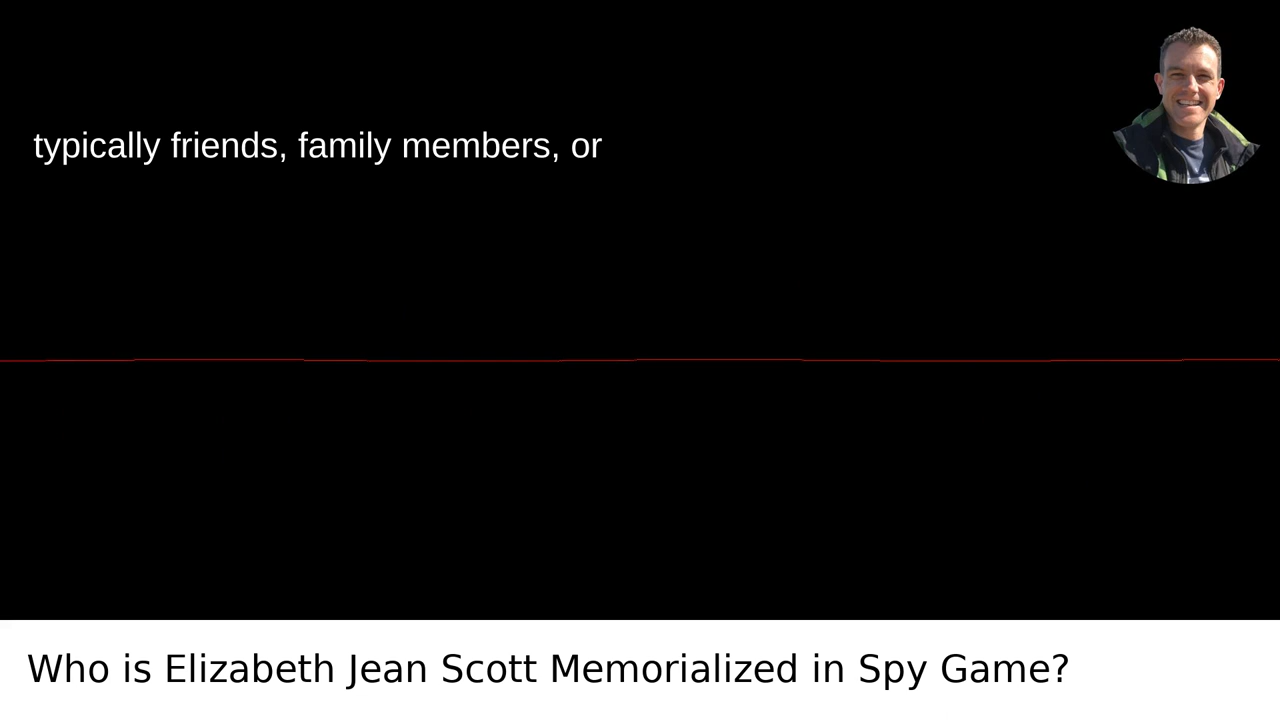 typically friends, family members, or
Who is Elizabeth Jean Scott Memorialized in Spy Game?